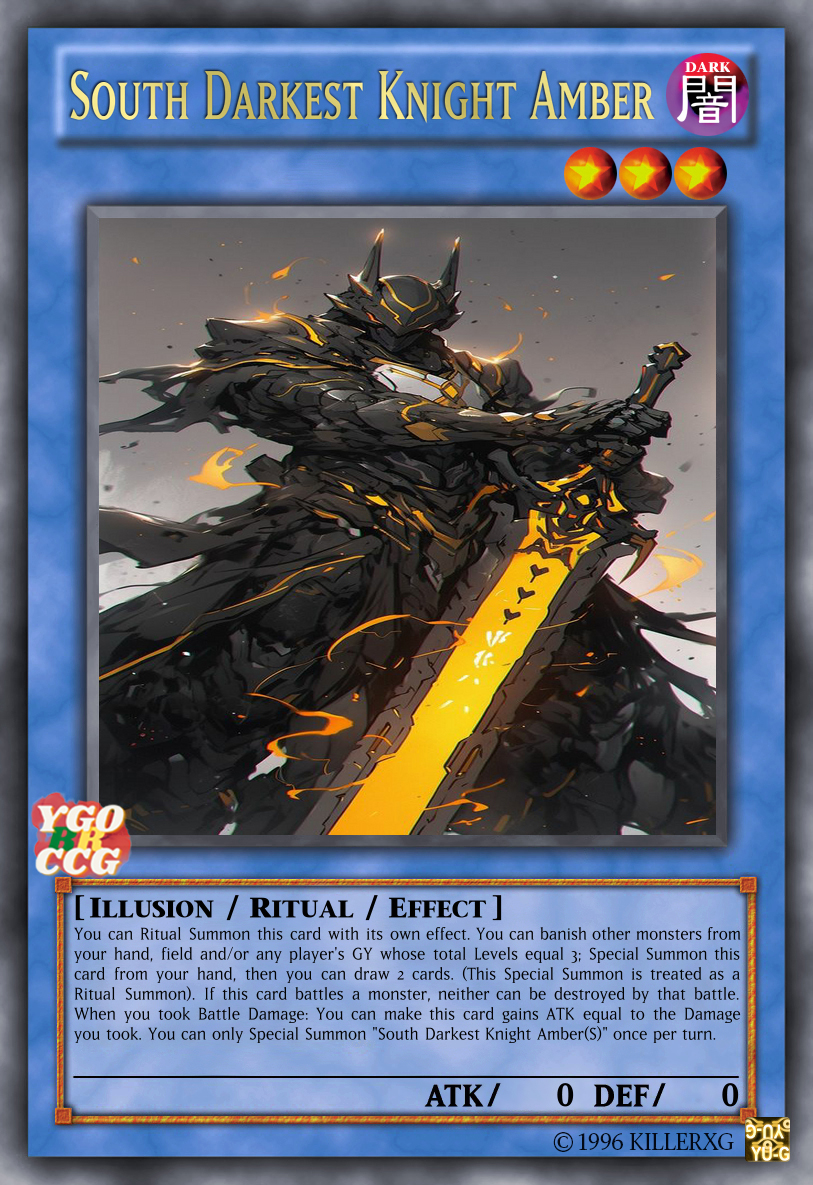 South Darkest Knight Amber
DARK
闇
YGO
RR
CCG
[ Illusion / Ritual / Effect ]
You can Ritual Summon this card with its own effect. You can banish other monsters from
your hand, field and/or any player's GY whose total Levels equal 3; Special Summon this
card from your hand, then you can draw 2 cards. (This Special Summon is treated as a
Ritual Summon). If this card battles a monster, neither can be destroyed by that battle.
When you took Battle Damage: You can make this card gains ATK equal to the Damage
you took. You can only Special Summon "South Darkest Knight Amber(S)" once per turn.
ATK/ 0 DEF/ 0
© 1996 KILLERXG